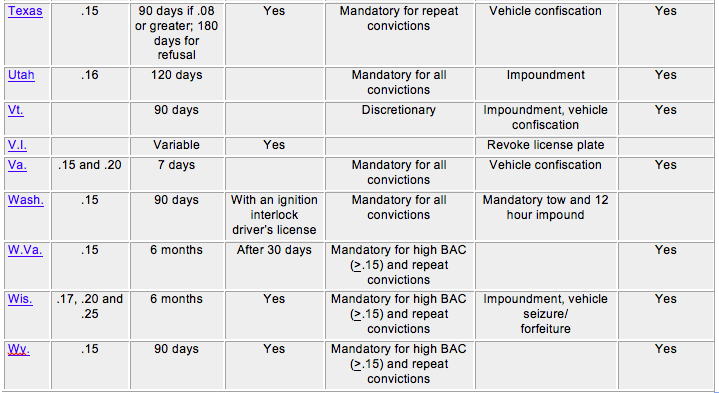 Texas
.15
90 days if .08
or greater; 180
days for
refusal
Yes
Mandatory for repeat
convictions
Vehicle confiscation
Yes
Utah
.16
120 days
Mandatory for all
convictions
Impoundment
Yes
Vt.
90 days
Discretionary
Impoundment, vehicle
confiscation
Yes
V.I.
Variable
Yes
Revoke license plate
Va.
.15 and .20
7 days
Mandatory for all
convictions
Vehicle confiscation
Yes
Wash.
.15
90 days
With an ignition
interlock
driver's license
Mandatory for all
convictions
Mandatory tow and 12
hour impound
Yes
W.Va.
.15
6 months
After 30 days
Mandatory for high BAC
(>.15) and repeat
convictions
Yes
Wis.
.17, .20 and
.25
6 months
Yes
Mandatory for high BAC
(>.15) and repeat
convictions
Impoundment, vehicle
seizure/
forfeiture
Yes
Wy.
.15
90 days
Yes
Mandatory for high BAC
(>.15) and repeat
convictions
Yes